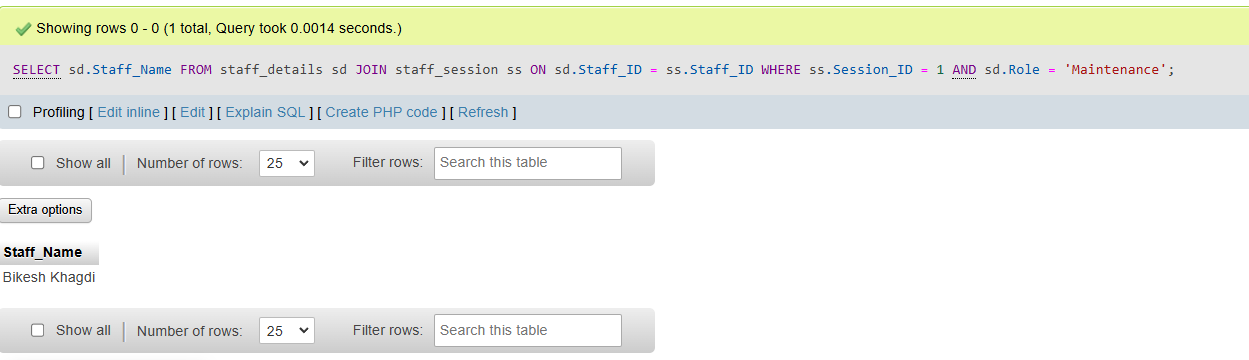 Showing rows 0 - 0 (1 total, Query took 0.0014 seconds.)
SELECT sd.Staff_Name FROM staff_details sd JOIN staff_session ss ON sd.Staff_ID = ss.Staff_ID WHERE ss.Session_ID = 1 AND sd.Role = 'Maintenance';
Profiling [ Edit inline ] [ Edit ] [ Explain SQL ] [ Create PHP code ] [ Refresh ]
Show all | Number of rows: 25 Filter rows: Search this table
Extra options
Staff_Name
Bikesh Khagdi
Show all | Number of rows: 25 Filter rows: Search this table